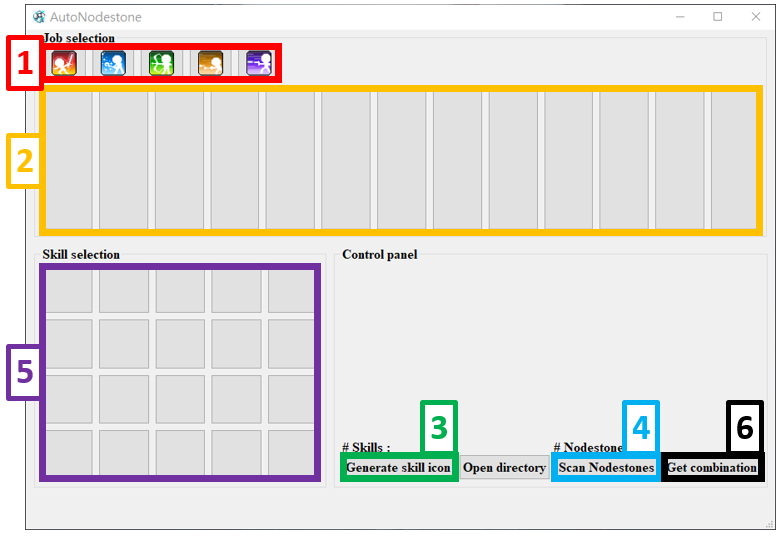 AutoNodestone
Job selection
1
2
Skill selection
Control panel
5
3
4
6
# Skills :
# Nodestone
Generate skill icon
Open directory
Scan Nodestones
Get combination